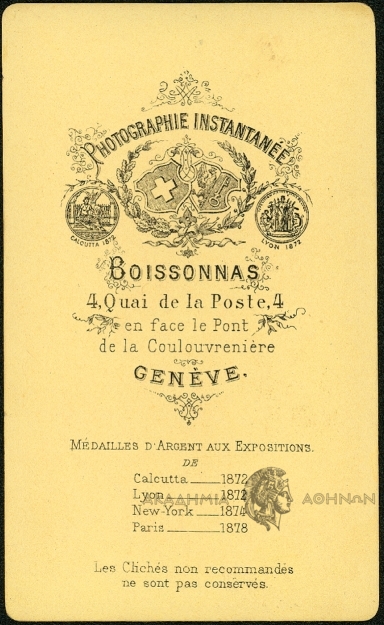 PHOTOGRAPHIE INSTANTANÉE
CALCUTTA 1872
LYON 1872
BOISSONNAS
4, Quai de la Poste, 4
en face le Pont
de la Coulouvrenière
GENÈVE.
MÉDAILLES D'ARGENT AUX EXPOSITIONS.
DE
Calcutta 1872
Lyon 1872
New-York 1874
Paris 1878
ΑΚΑΔΗΜΙΑ ΑΘΗΝΩΝ
Les Clichés non recommandés
ne sont pas conservés.